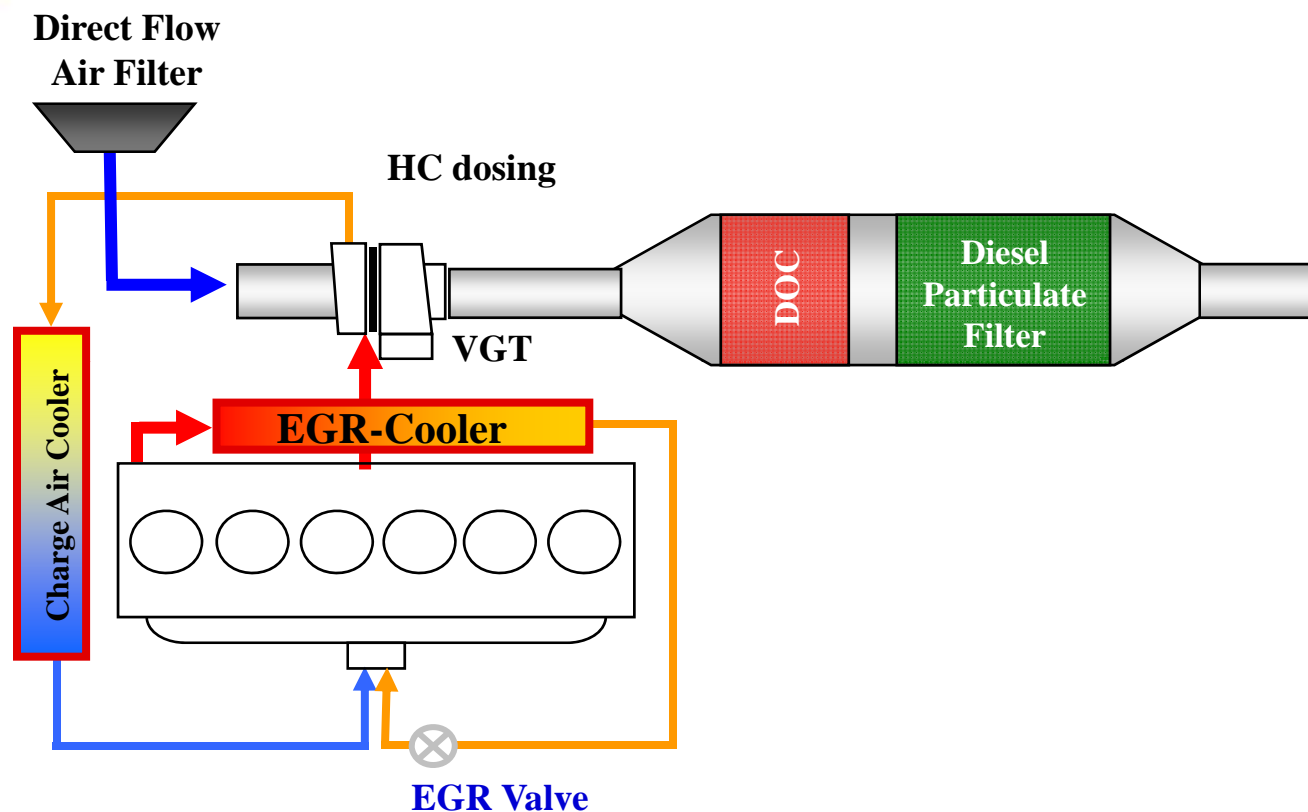 Direct Flow
Air Filter
HC dosing
DOC
Diesel
Particulate
Filter
VGT
EGR-Cooler
Charge Air Cooler
EGR Valve